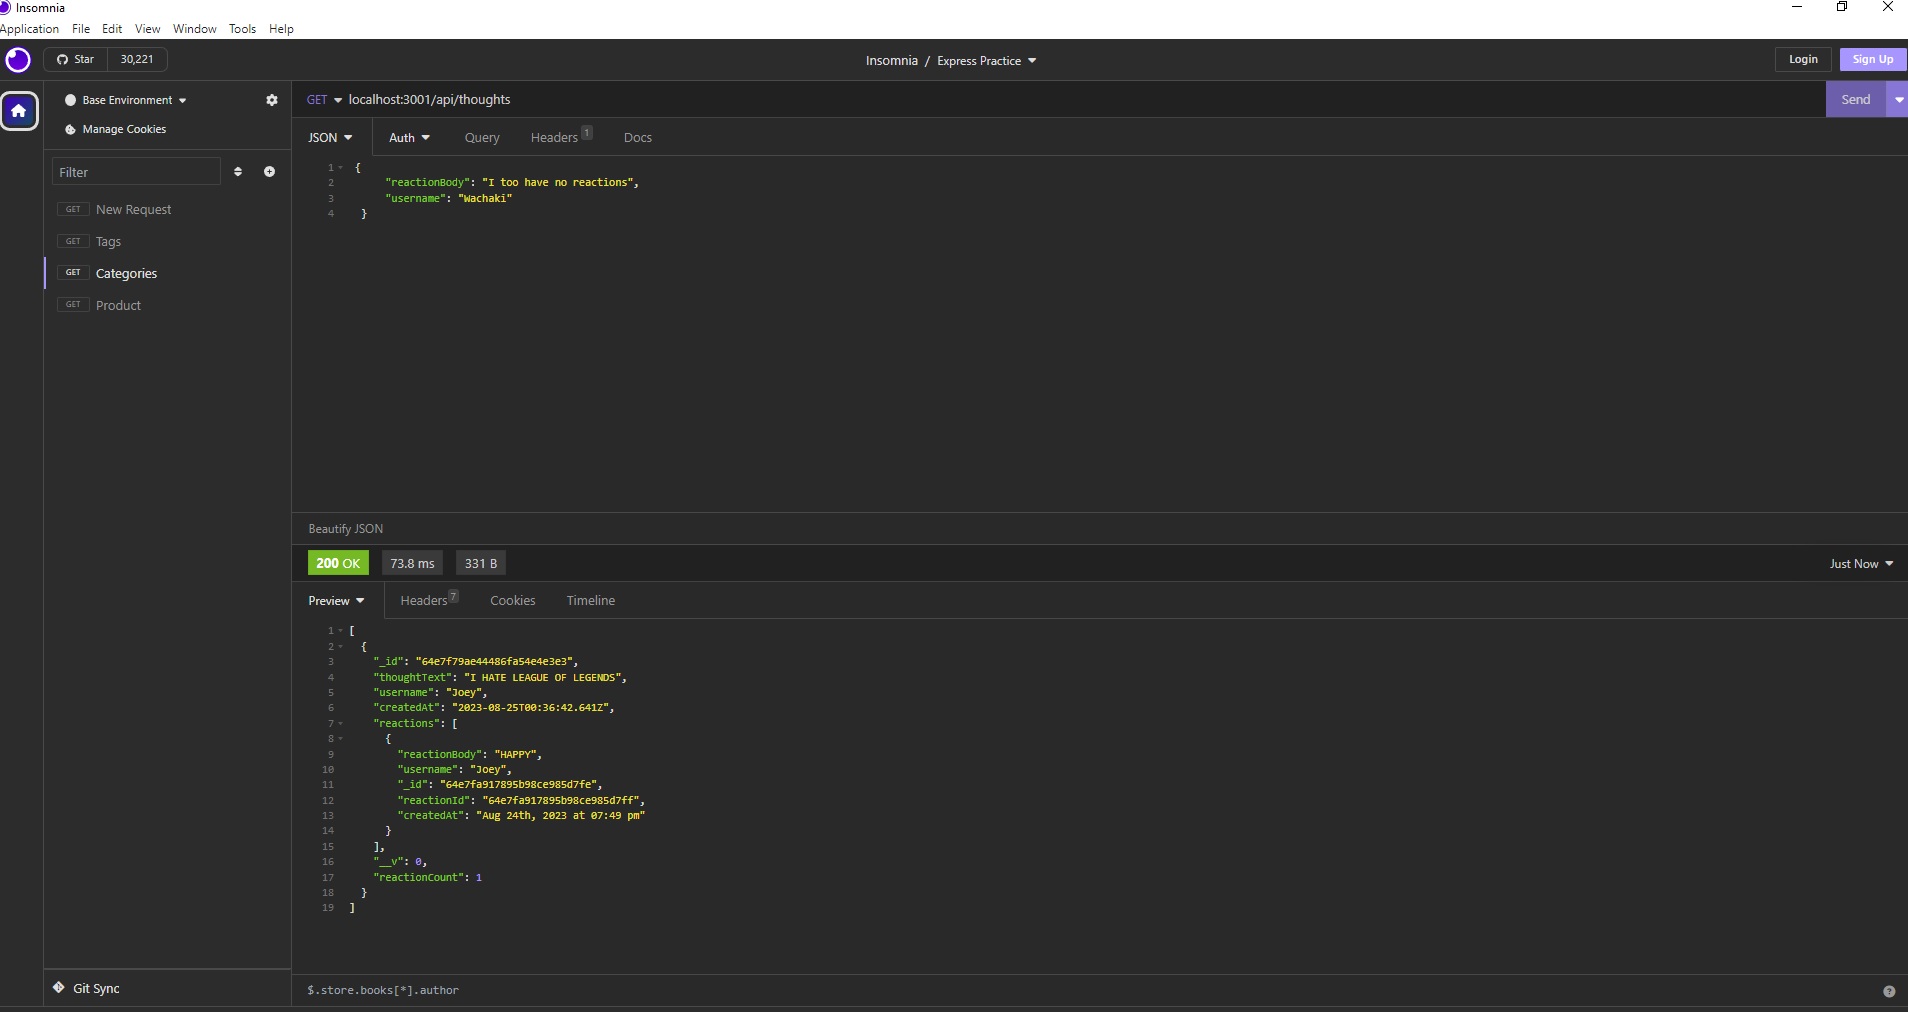 Insomnia
Application File Edit View Window Tools Help
Star 30,221
Insomnia / Express Practice
Login Sign Up
Base Environment
Manage Cookies
Filter
GET New Request
GET Tags
GET Categories
GET Product
Git Sync
GET localhost:3001/api/thoughts
Send
JSON Auth Query Headers 1 Docs
1 {
2 "reactionBody": "I too have no reactions",
3 "username": "Wachaki"
4 }
Beautify JSON
200 OK 73.8 ms 331 B
Just Now
Preview Headers 7 Cookies Timeline
1 [
2 {
3 "_id": "64e7f79ae44486fa54e4e3e3",
4 "thoughtText": "I HATE LEAGUE OF LEGENDS",
5 "username": "Joey",
6 "createdAt": "2023-08-25T00:36:42.641Z",
7 "reactions": [
8 {
9 "reactionBody": "HAPPY",
10 "username": "Joey",
11 "_id": "64e7fa917895b98ce985d7fe",
12 "reactionId": "64e7fa917895b98ce985d7ff",
13 "createdAt": "Aug 24th, 2023 at 07:49 pm"
14 }
15 ],
16 "__v": 0,
17 "reactionCount": 1
18 }
19 ]
$.store.books[*].author
?